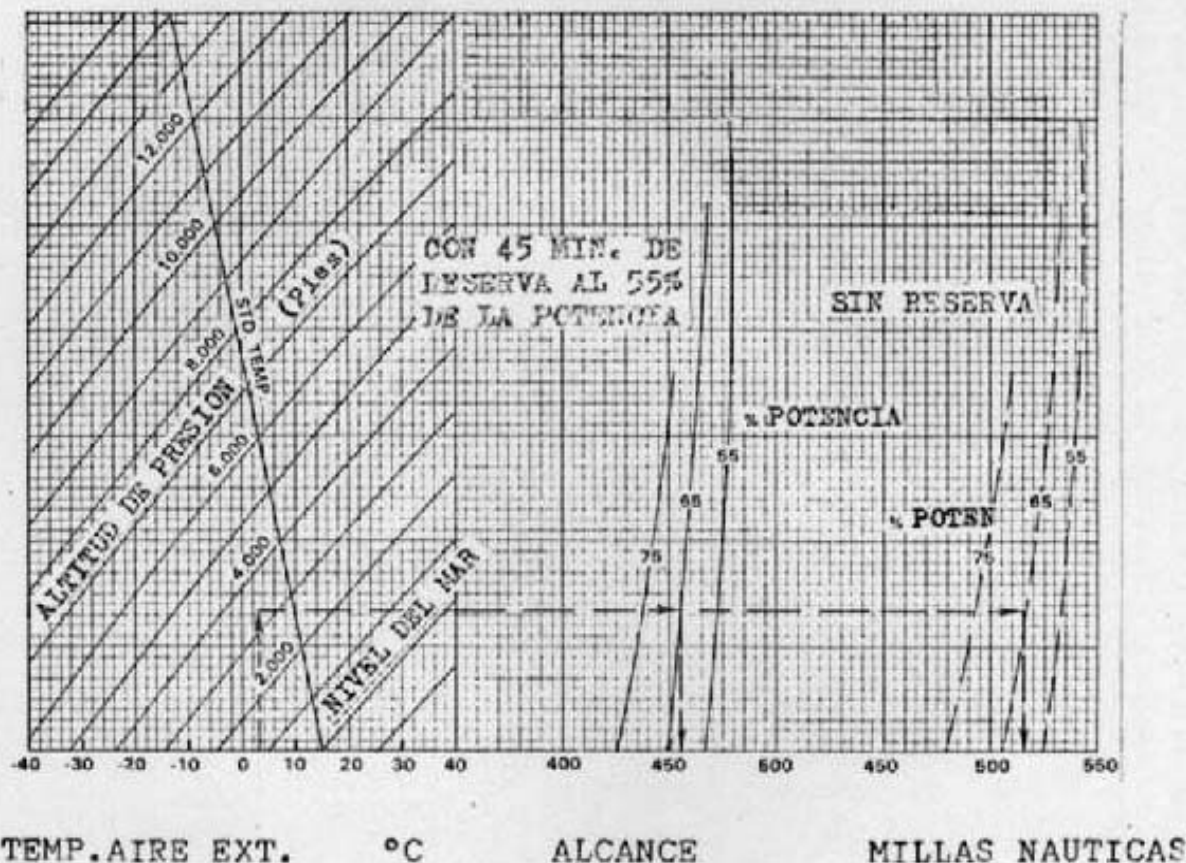 12.000
10.000
8.000
6.000
4.000
2.000
STD TEMP
(Pies)
ALTITUD DE PRESION
NIVEL DEL MAR
CON 45 MIN. DE
RESERVA AL 55%
DE LA POTENCIA
SIN RESERVA
% POTENCIA
55
65
75
% POTEN
55
65
75
-40 -30 -20 -10 0 10 20 30 40 400 450 500 450 500 550
TEMP.AIRE EXT. °C ALCANCE MILLAS NAUTICAS